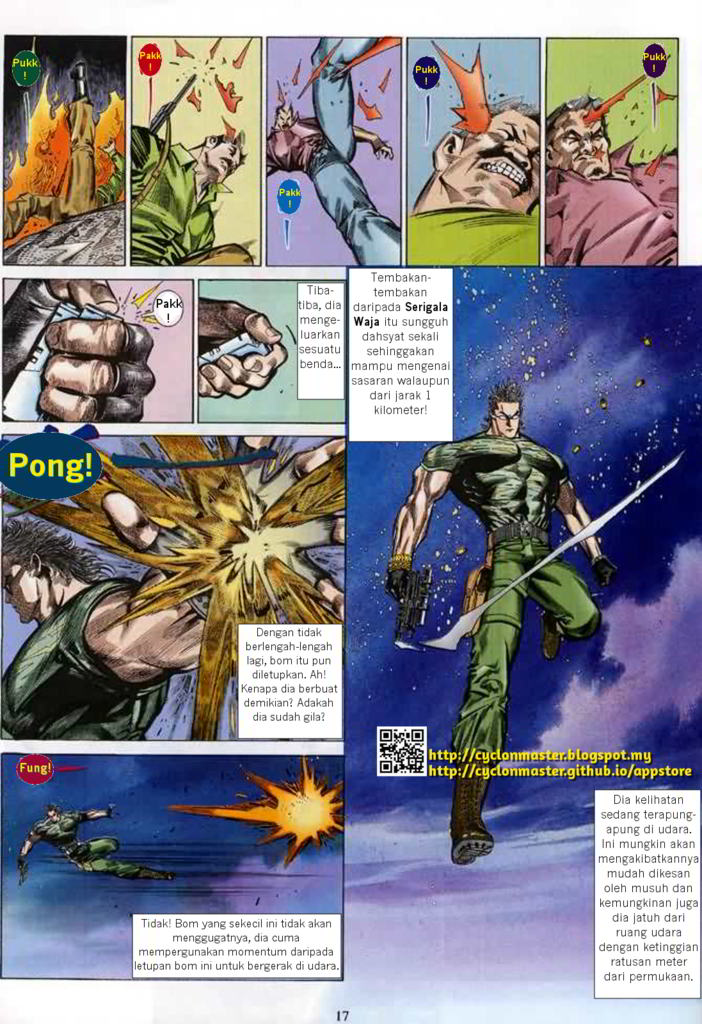 Pukk
!
Pakk
!
Pakk
!
Pukk
!
Pukk
!
Pakk
!
Tiba-
tiba, dia
menge-
luarkan
sesuatu
benda...
Tembakan-
tembakan
daripada Serigala
Waja itu sungguh
dahsyat sekali
sehinggakan
mampu mengenai
sasaran walaupun
dari jarak 1
kilometer!
Pong!
Dengan tidak
berlengah-lengah
lagi, bom itu pun
diletupkan. Ah!
Kenapa dia berbuat
demikian? Adakah
dia sudah gila?
http://cyclonmaster.blogspot.my
http://cyclonmaster.github.io/appstore
Fung!
Tidak! Bom yang sekecil ini tidak akan
menggugatnya, dia cuma
mempergunakan momentum daripada
letupan bom ini untuk bergerak di udara.
Dia kelihatan
sedang terapung-
apung di udara.
Ini mungkin akan
mengakibatkannya
mudah dikesan
oleh musuh dan
kemungkinan juga
dia jatuh dari
ruang udara
dengan ketinggian
ratusan meter
dari permukaan.
17